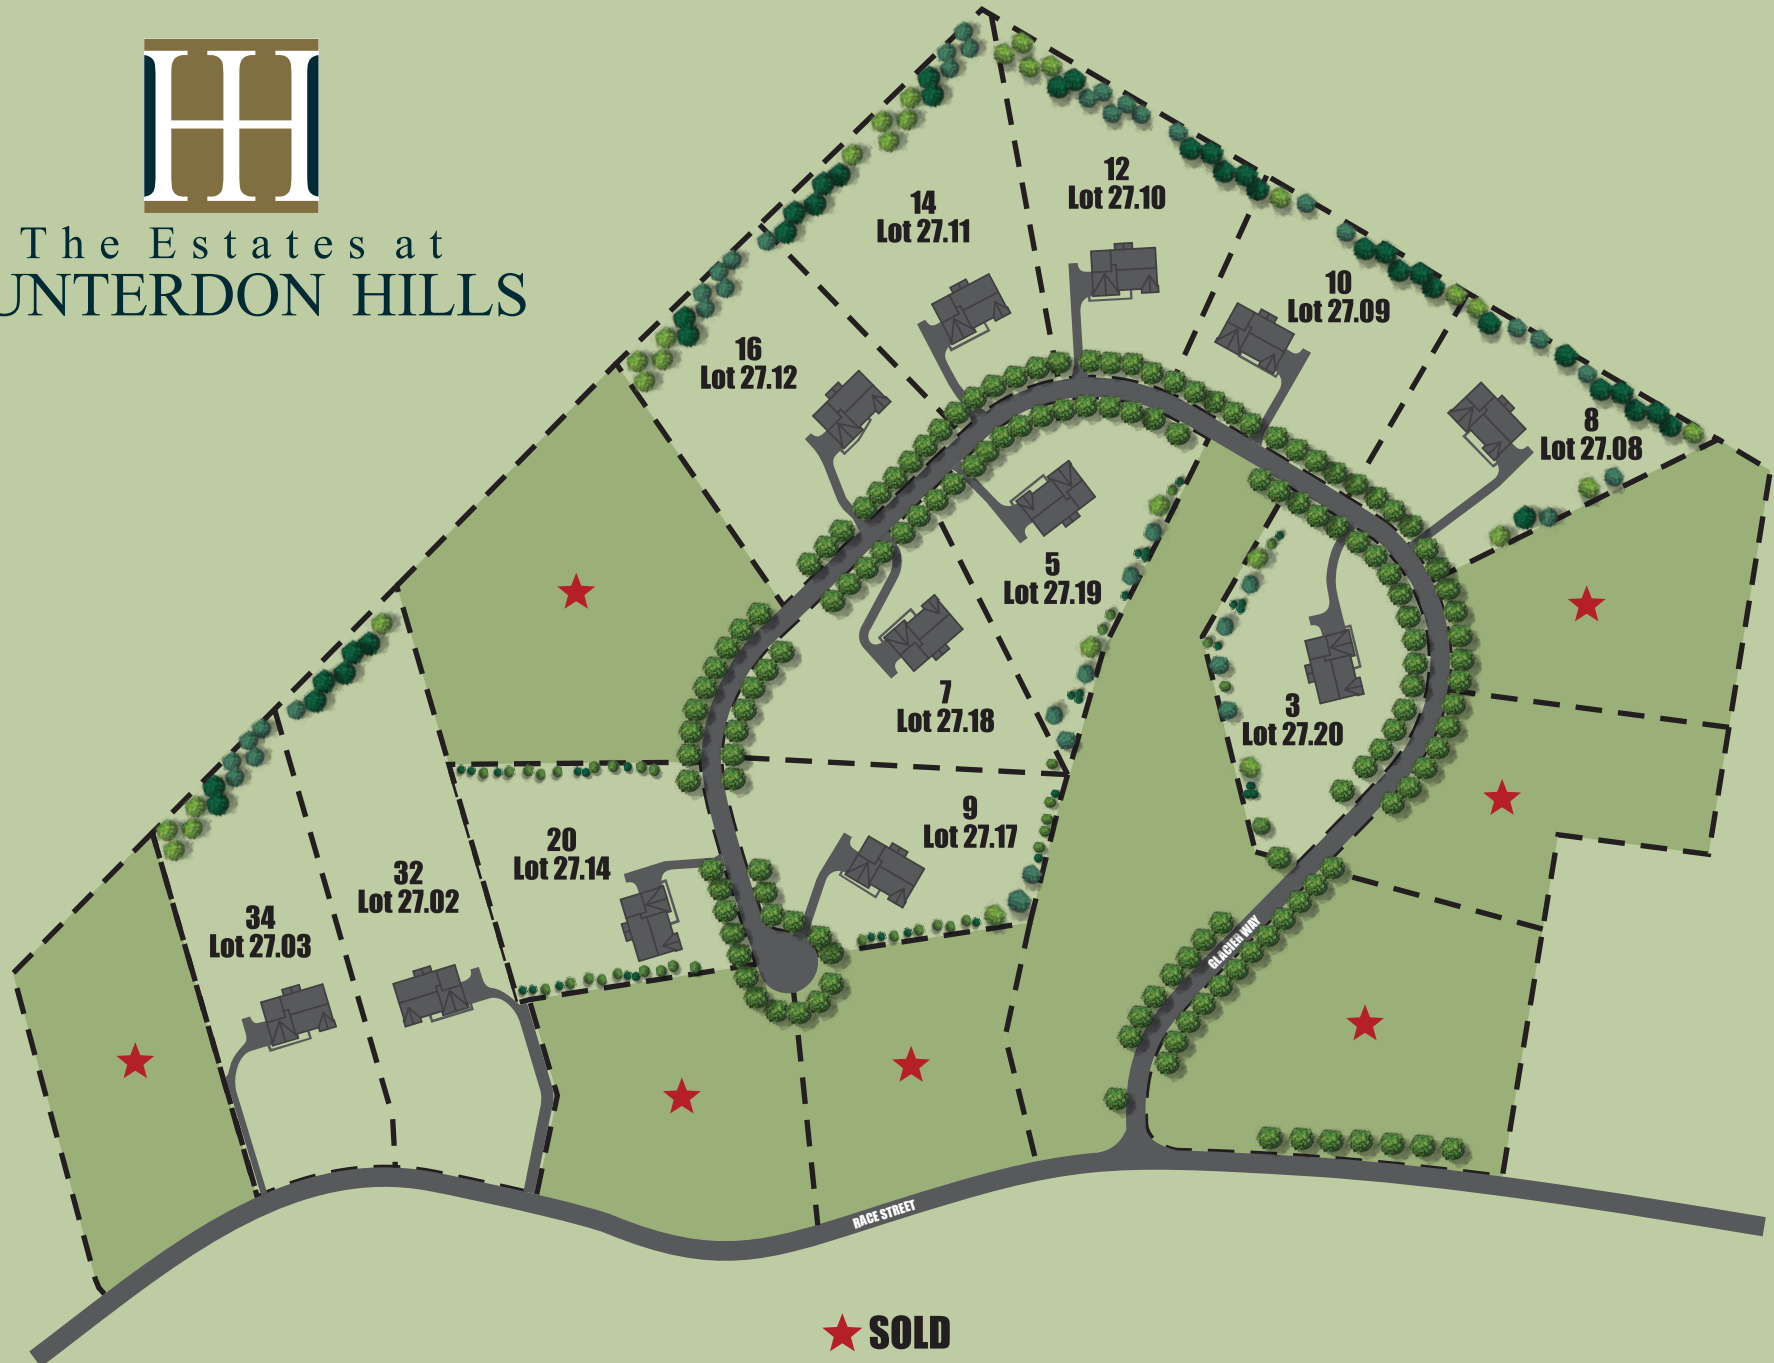 The Estates at
UNTERDON HILLS
12
Lot 27.10
14
Lot 27.11
10
Lot 27.09
16
Lot 27.12
8
Lot 27.08
5
Lot 27.19
7
Lot 27.18
3
Lot 27.20
9
Lot 27.17
20
Lot 27.14
32
Lot 27.02
34
Lot 27.03
GLACIER WAY
RACE STREET
SOLD